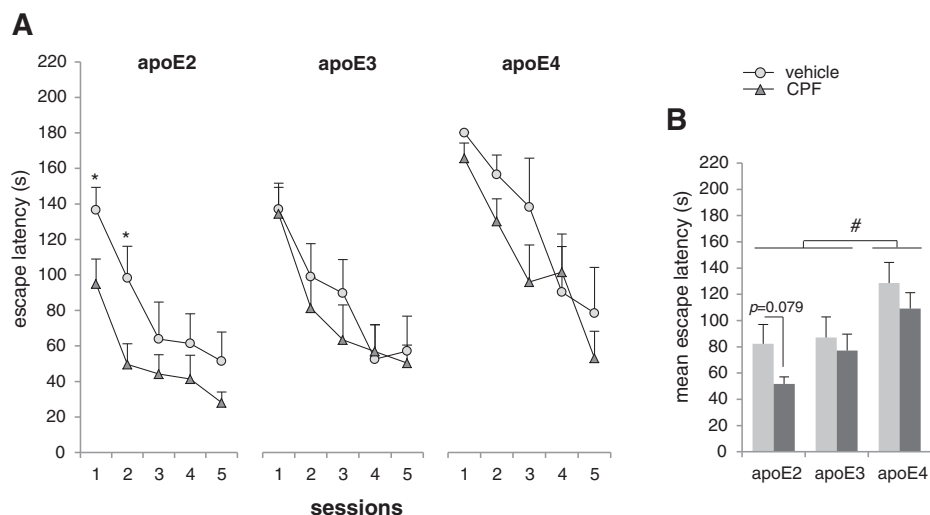 A
apoE2
apoE3
apoE4
escape latency (s)
220
200
180
160
140
120
100
80
60
40
20
0
*
*
1 2 3 4 5
1 2 3 4 5
1 2 3 4 5
sessions
vehicle
CPF
B
mean escape latency (s)
220
200
180
160
140
120
100
80
60
40
20
0
#
p=0.079
apoE2 apoE3 apoE4